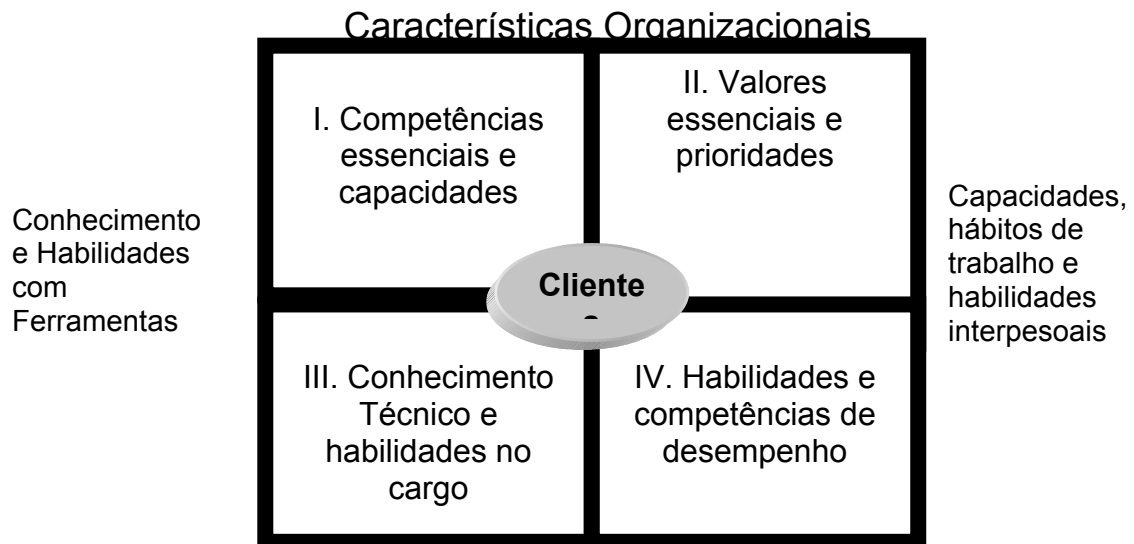 Características Organizacionais
I. Competências
essenciais e
capacidades
II. Valores
essenciais e
prioridades
Conhecimento
e Habilidades
com
Ferramentas
Capacidades,
hábitos de
trabalho e
habilidades
interpesoais
Cliente
III. Conhecimento
Técnico e
habilidades no
cargo
IV. Habilidades e
competências de
desempenho